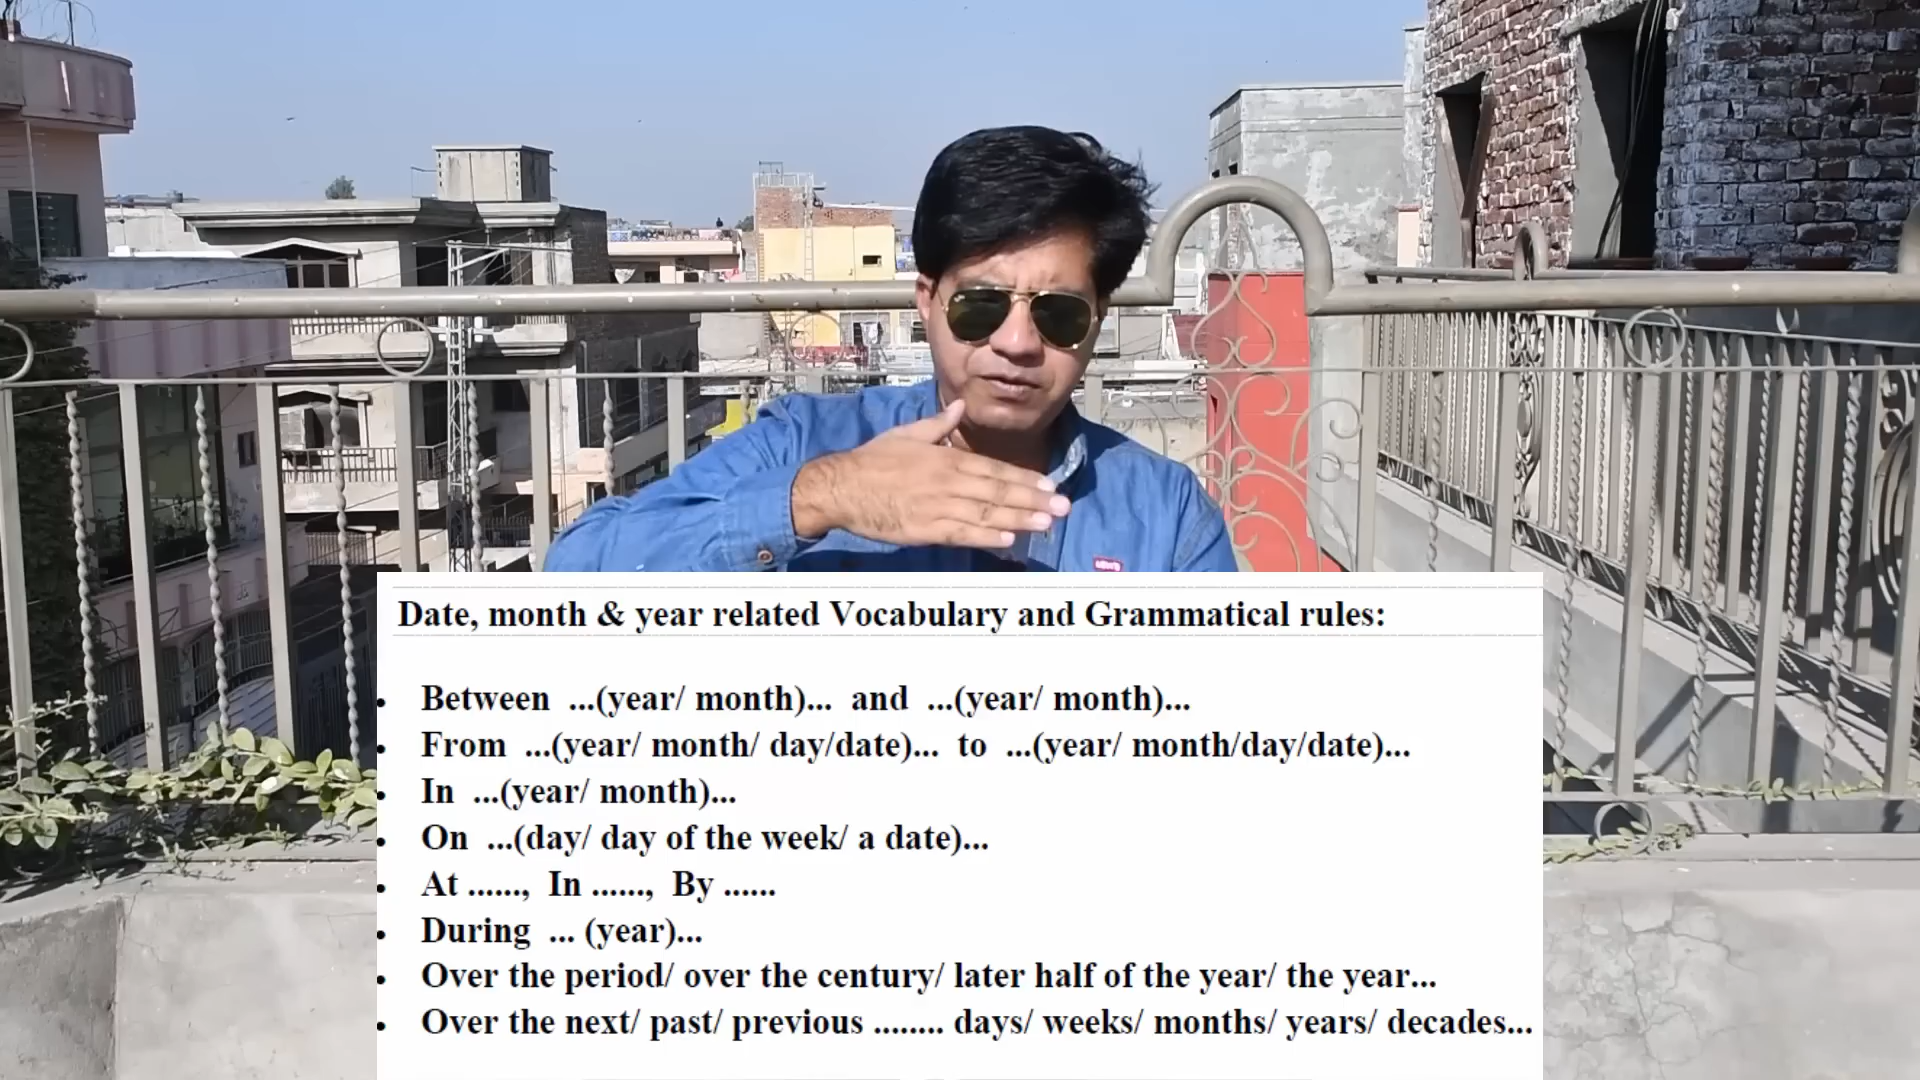 Date, month & year related Vocabulary and Grammatical rules:
• Between ...(year/ month)... and ...(year/ month)...
• From ...(year/ month/ day/date)... to ...(year/ month/day/date)...
• In ...(year/ month)...
• On ...(day/ day of the week/ a date)...
• At ......, In ......, By ......
• During ... (year)...
• Over the period/ over the century/ later half of the year/ the year...
• Over the next/ past/ previous ........ days/ weeks/ months/ years/ decades...